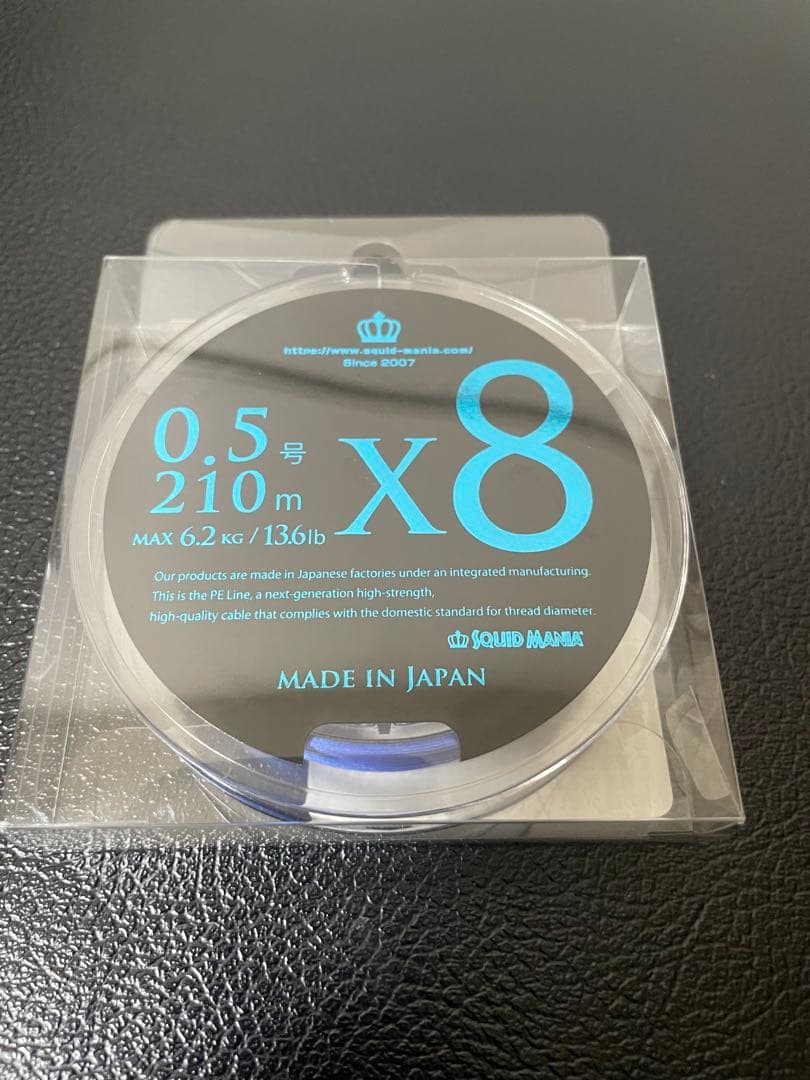 https://www.squid-mania.com/
Since 2007
0.5号
210m
MAX 6.2 KG / 13.6lb
X8
Our products are made in Japanese factories under an integrated manufacturing.
This is the PE Line, a next-generation high-strength,
high-quality cable that complies with the domestic standard for thread diameter.
SQUID MANIA
MADE IN JAPAN